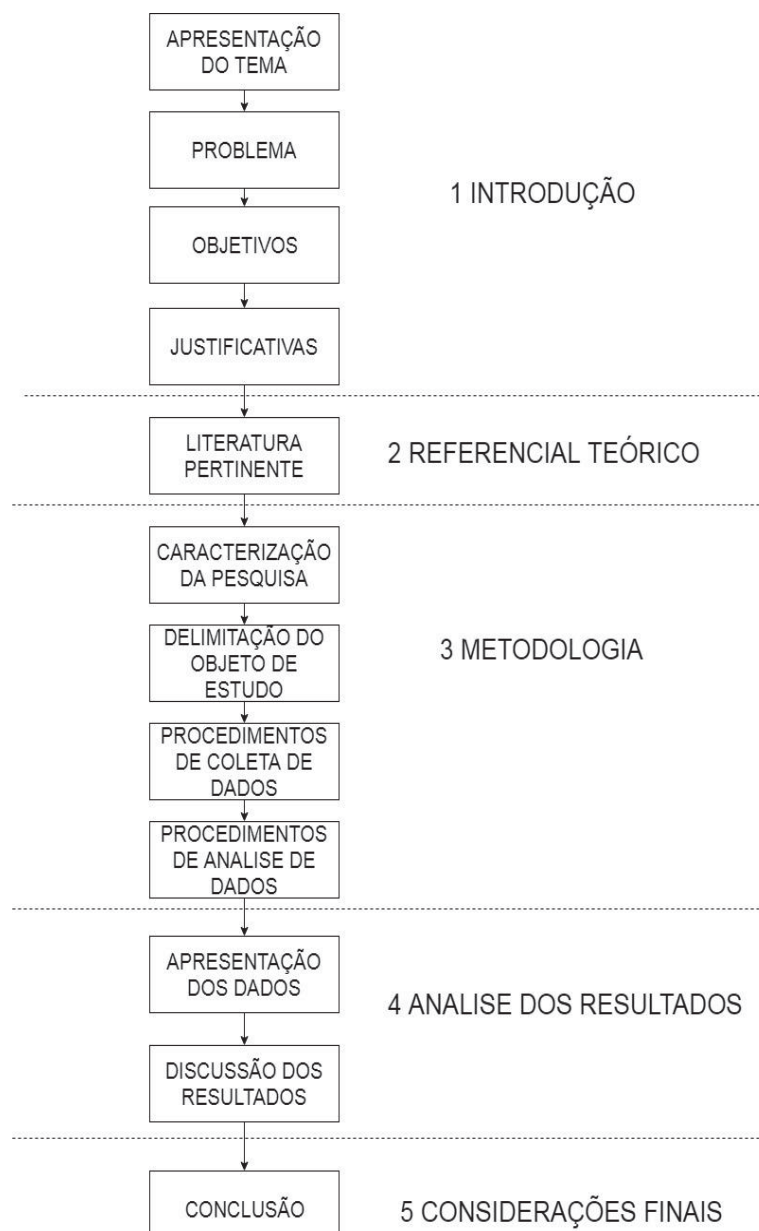 APRESENTAÇÃO
DO TEMA
PROBLEMA
1 INTRODUÇÃO
OBJETIVOS
JUSTIFICATIVAS
LITERATURA
PERTINENTE
2 REFERENCIAL TEÓRICO
CARACTERIZAÇÃO
DA PESQUISA
DELIMITAÇÃO DO
OBJETO DE
ESTUDO
3 METODOLOGIA
PROCEDIMENTOS
DE COLETA DE
DADOS
PROCEDIMENTOS
DE ANALISE DE
DADOS
APRESENTAÇÃO
DOS DADOS
4 ANALISE DOS RESULTADOS
DISCUSSÃO DOS
RESULTADOS
CONCLUSÃO
5 CONSIDERAÇÕES FINAIS